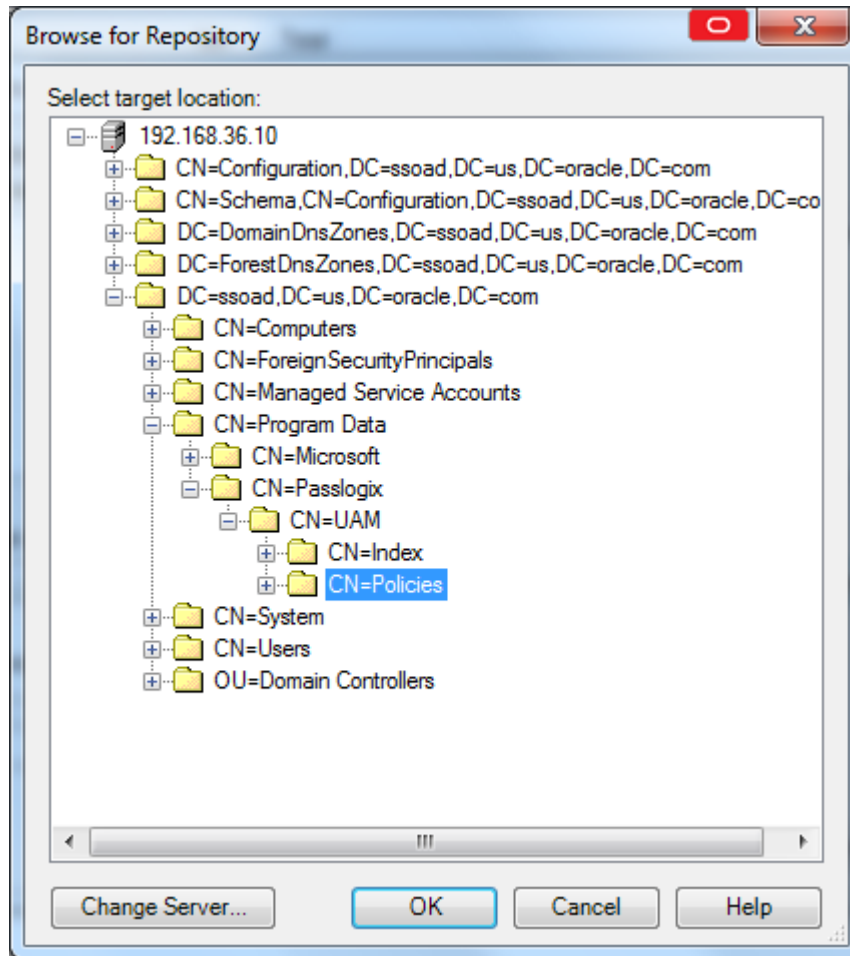 Browse for Repository
Select target location:
192.168.36.10
CN=Configuration,DC=ssoad,DC=us,DC=oracle,DC=com
CN=Schema,CN=Configuration,DC=ssoad,DC=us,DC=oracle,DC=co
DC=DomainDnsZones,DC=ssoad,DC=us,DC=oracle,DC=com
DC=ForestDnsZones,DC=ssoad,DC=us,DC=oracle,DC=com
DC=ssoad,DC=us,DC=oracle,DC=com
CN=Computers
CN=ForeignSecurityPrincipals
CN=Managed Service Accounts
CN=Program Data
CN=Microsoft
CN=Passlogix
CN=UAM
CN=Index
CN=Policies
CN=System
CN=Users
OU=Domain Controllers
Change Server... OK Cancel Help